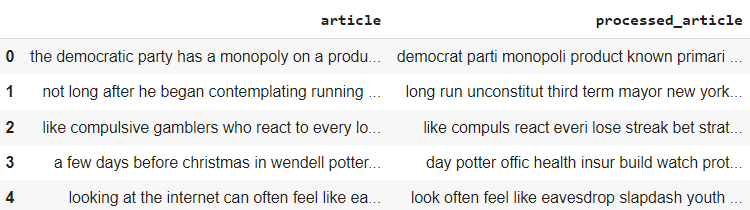 article processed_article
0 the democratic party has a monopoly on a produ... democrat parti monopoli product known primari ...
1 not long after he began contemplating running ... long run unconstitut third term mayor new york...
2 like compulsive gamblers who react to every lo... like compuls react everi lose streak bet strat...
3 a few days before christmas in wendell potter... day potter offic health insur build watch prot...
4 looking at the internet can often feel like ea... look often feel like eavesdrop slapdash youth ...